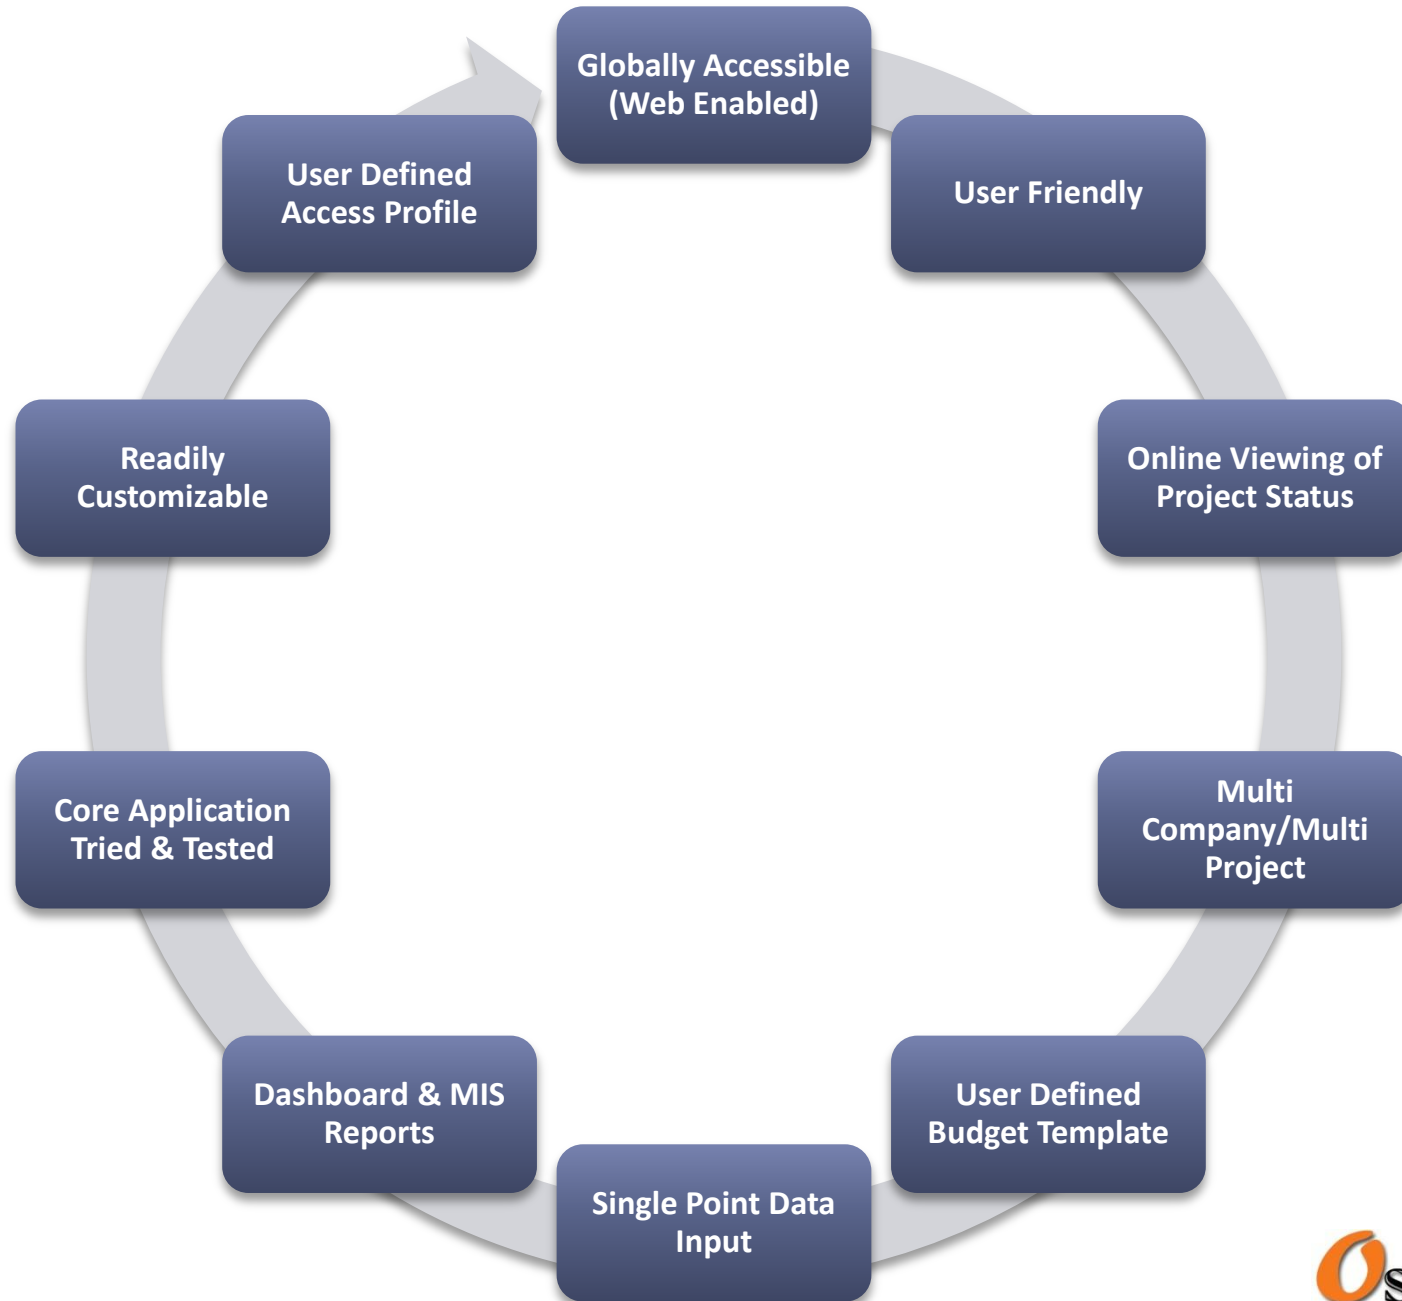 Globally Accessible
(Web Enabled)
User Friendly
Online Viewing of
Project Status
Multi
Company/Multi
Project
User Defined
Budget Template
Single Point Data
Input
Dashboard & MIS
Reports
Core Application
Tried & Tested
Readily
Customizable
User Defined
Access Profile